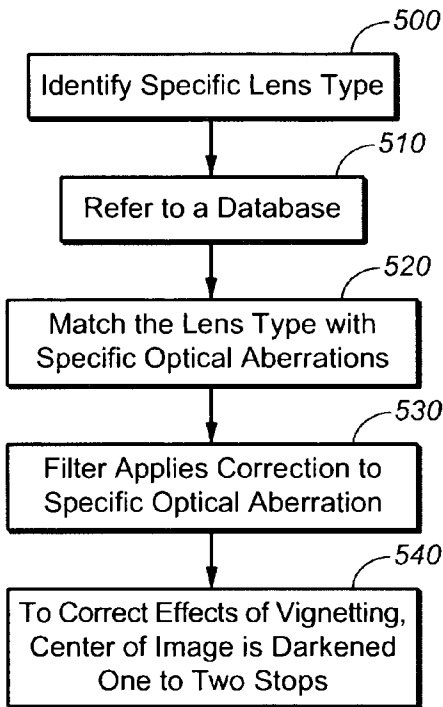 500
Identify Specific Lens Type
510
Refer to a Database
520
Match the Lens Type with
Specific Optical Aberrations
530
Filter Applies Correction to
Specific Optical Aberration
540
To Correct Effects of Vignetting,
Center of Image is Darkened
One to Two Stops